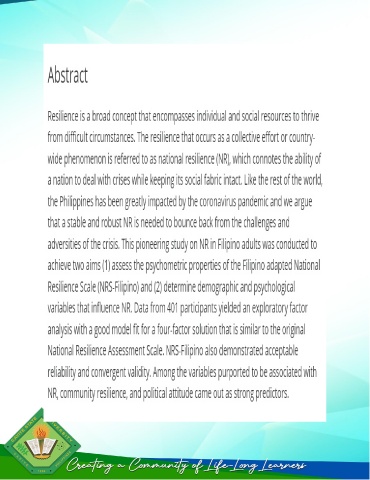 Abstract
Resilience is a broad concept that encompasses individual and social resources to thrive
from difficult circumstances. The resilience that occurs as a collective effort or country-
wide phenomenon is referred to as national resilience (NR), which connotes the ability of
a nation to deal with crises while keeping its social fabric intact. Like the rest of the world,
the Philippines has been greatly impacted by the coronavirus pandemic and we argue
that a stable and robust NR is needed to bounce back from the challenges and
adversities of the crisis. This pioneering study on NR in Filipino adults was conducted to
achieve two aims (1) assess the psychometric properties of the Filipino adapted National
Resilience Scale (NRS-Filipino) and (2) determine demographic and psychological
variables that influence NR. Data from 401 participants yielded an exploratory factor
analysis with a good model fit for a four-factor solution that is similar to the original
National Resilience Assessment Scale. NRS-Filipino also demonstrated acceptable
reliability and convergent validity. Among the variables purported to be associated with
NR, community resilience, and political attitude came out as strong predictors.
Creating a Community of Life-Long Learners